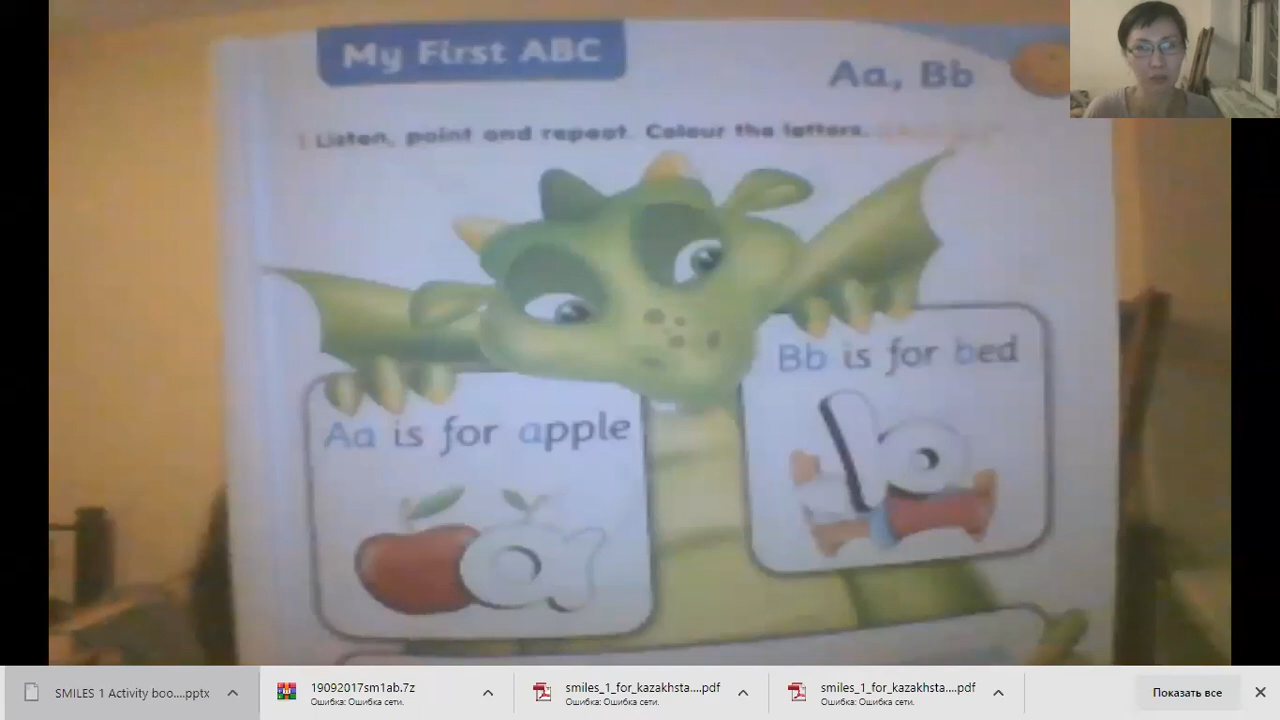 My First ABC
Aa, Bb
1 Listen, point and repeat. Colour the letters.
Bb is for bed
Aa is for apple
b
a
SMILES 1 Activity boo....pptx
19092017sm1ab.7z
Ошибка: Ошибка сети.
smiles_1_for_kazakhsta....pdf
Ошибка: Ошибка сети.
smiles_1_for_kazakhsta....pdf
Ошибка: Ошибка сети.
Показать все